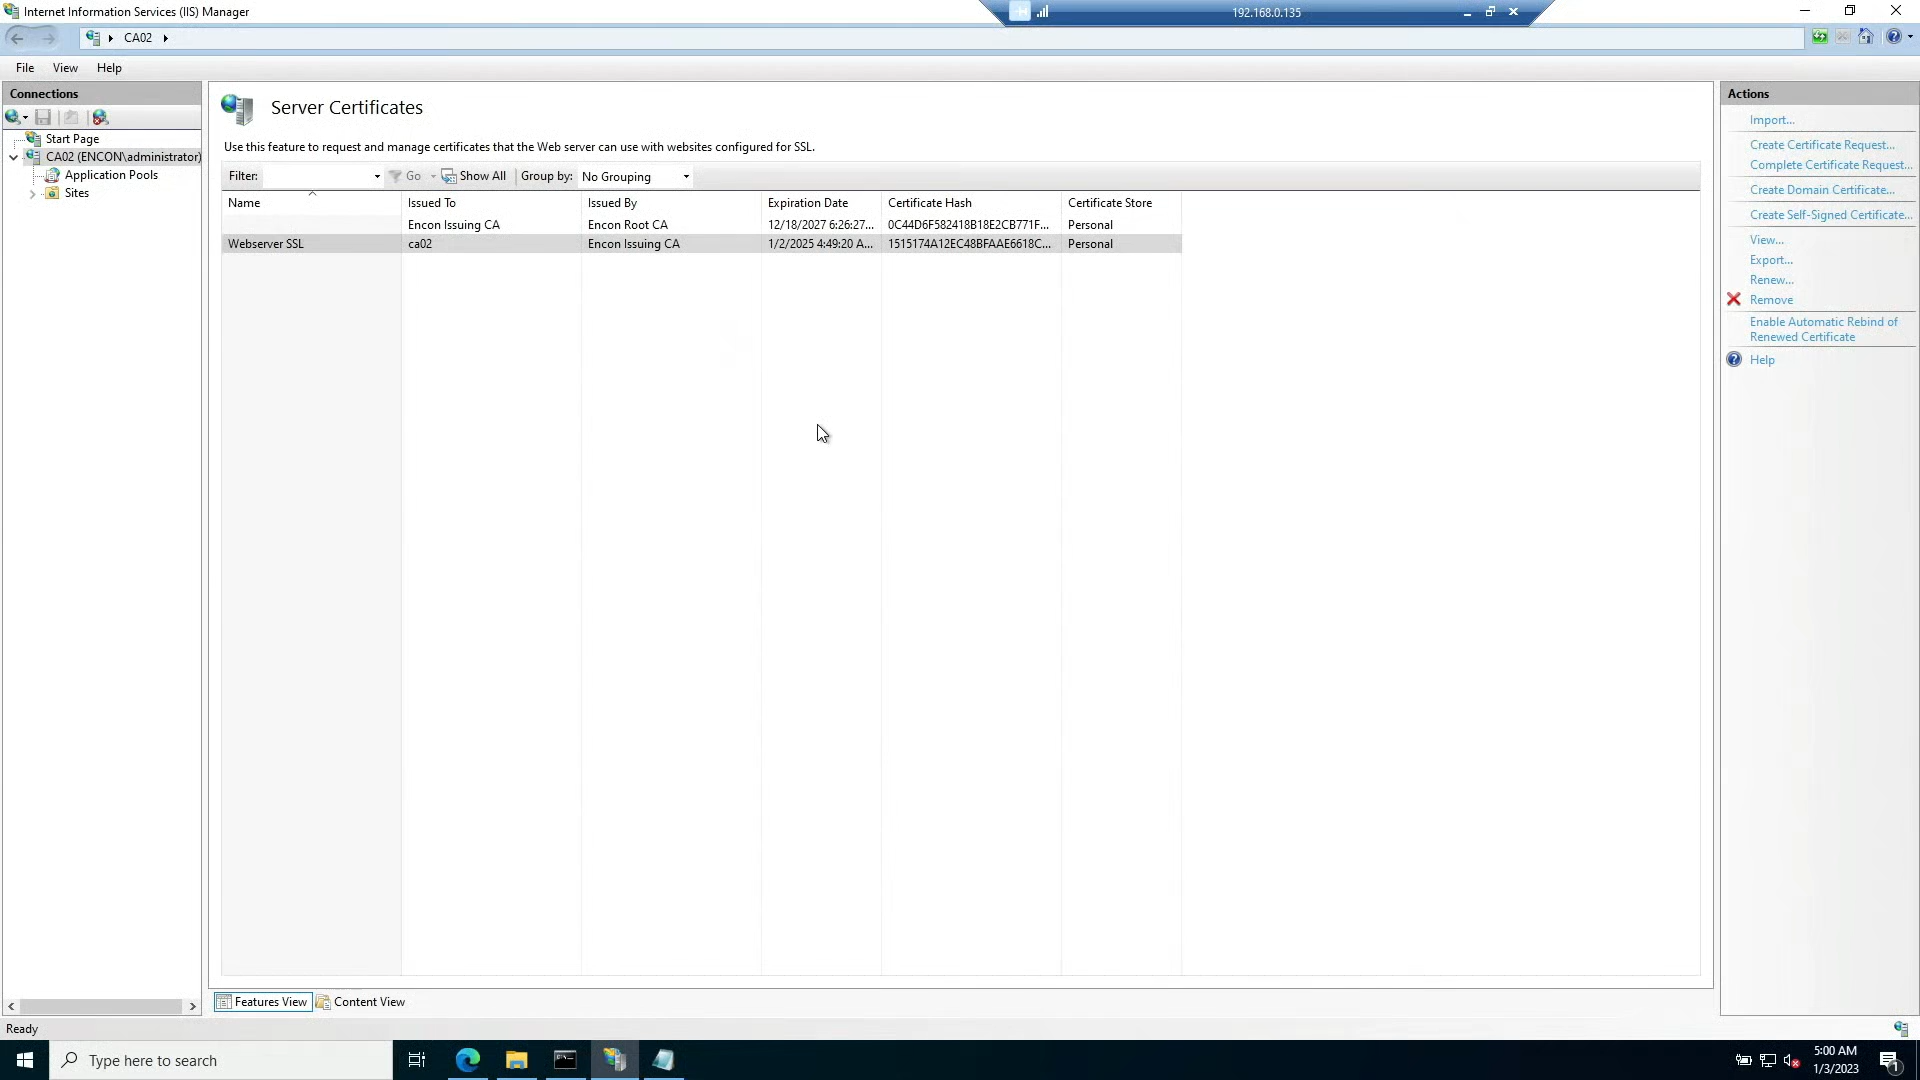 Internet Information Services (IIS) Manager
192.168.0.135
CA02
File View Help
Connections
Start Page
CA02 (ENCON\administrator)
Application Pools
Sites
Server Certificates
Use this feature to request and manage certificates that the Web server can use with websites configured for SSL.
Filter: Go Show All Group by: No Grouping
Name Issued To Issued By Expiration Date Certificate Hash Certificate Store
Encon Issuing CA Encon Root CA 12/18/2027 6:26:27... 0C44D6F582418B18E2CB771F... Personal
Webserver SSL ca02 Encon Issuing CA 1/2/2025 4:49:20 A... 1515174A12EC48BFAAE6618C... Personal
Actions
Import...
Create Certificate Request...
Complete Certificate Request...
Create Domain Certificate...
Create Self-Signed Certificate...
View...
Export...
Renew...
Remove
Enable Automatic Rebind of
Renewed Certificate
Help
Features View Content View
Ready
Type here to search
5:00 AM
1/3/2023
1